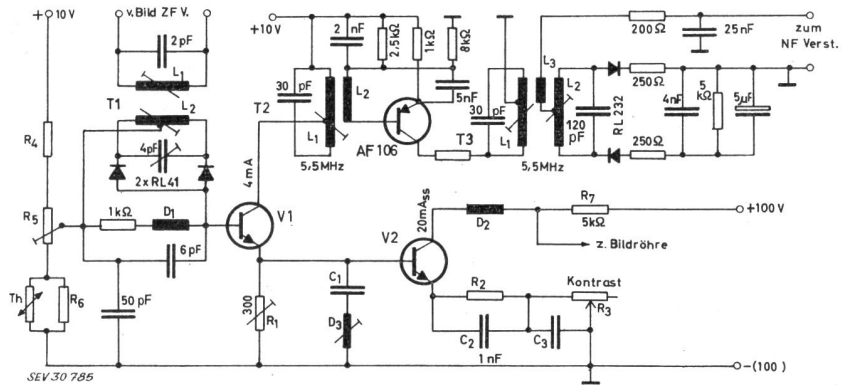 +10V
v. Bild ZF V.
2pF
L1
T1
L2
4pF
2xRL41
R4
R5
1kΩ
D1
6pF
50pF
Th
R6
SEV 30 785
+10V
2 nF
2,5kΩ
1kΩ
8kΩ
30 pF
T2
L1
L2
5,5MHz
AF106
5nF
T3
4mA
V1
300
R1
C1
D3
30 pF
L1
L3
L2
5,5MHz
120 pF
RL232
200Ω
25nF
zum
NF Verst.
250Ω
250Ω
4nF
5 kΩ
5µF
20mAss
V2
D2
R7
5kΩ
+100V
z. Bildröhre
R2
Kontrast
R3
C2
1nF
C3
-(100)